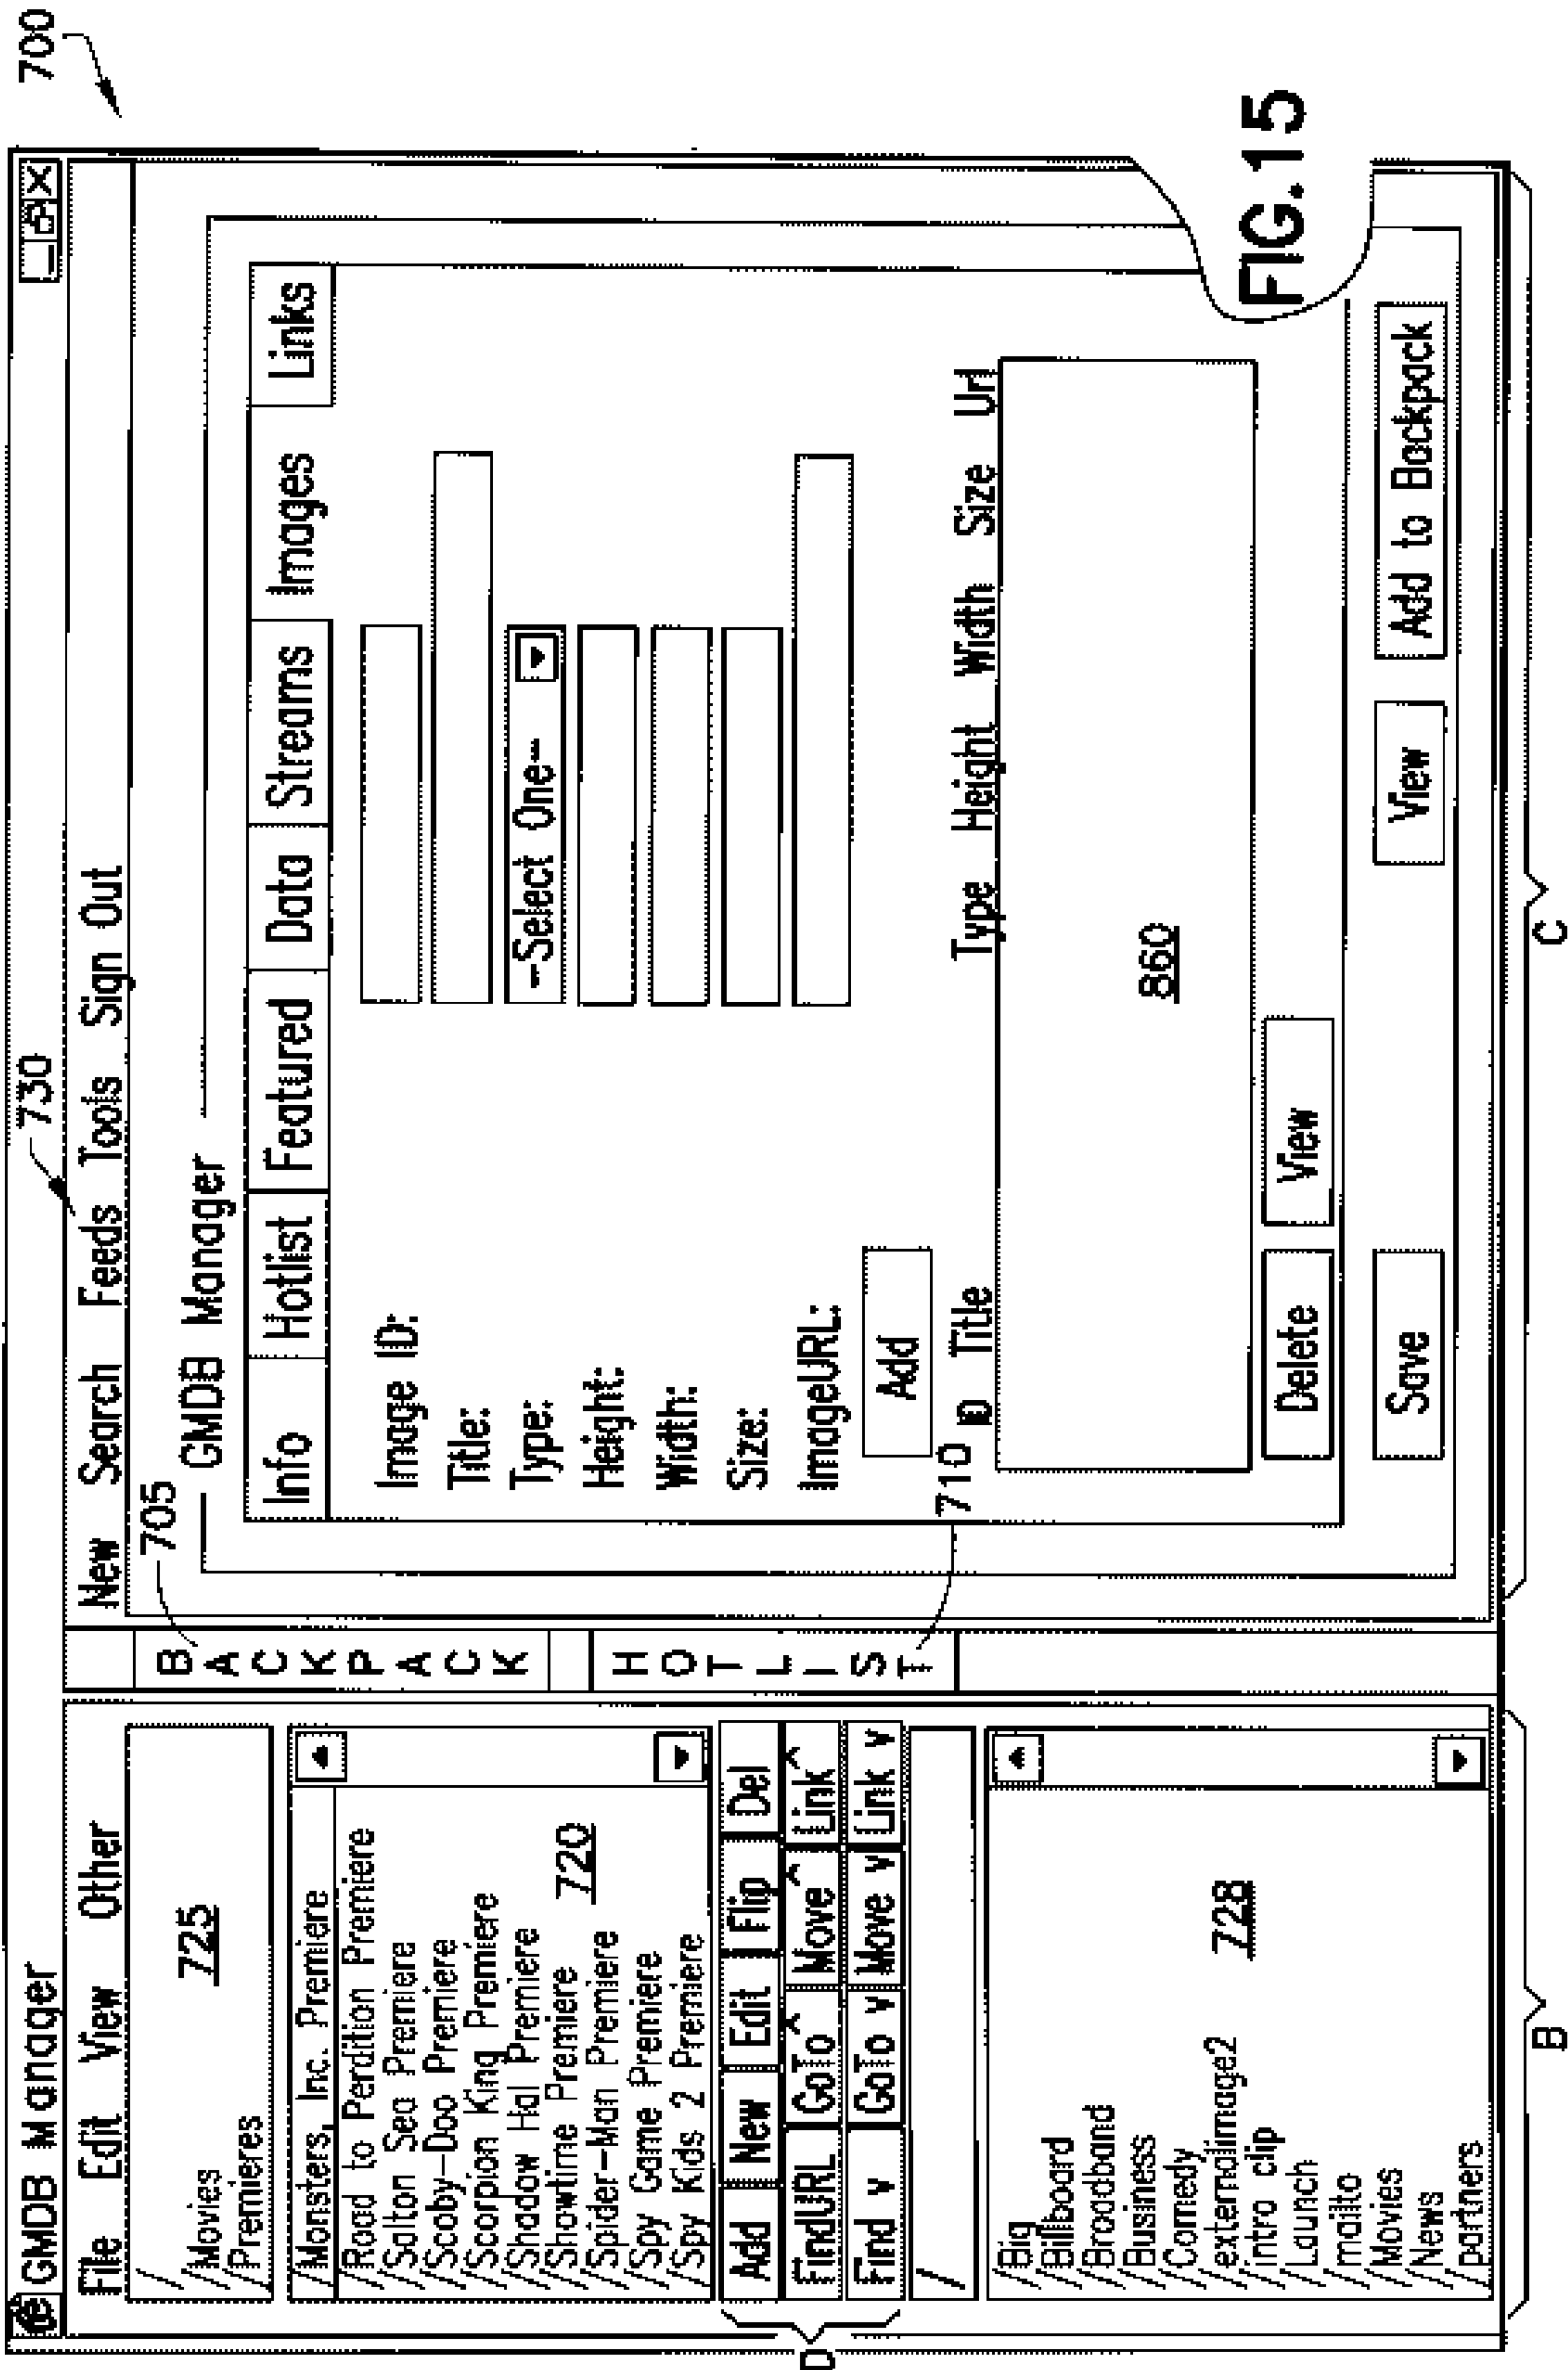 700
GMDB Manager
File Edit View Other
725
/
//Movies
//Premieres
//Monsters, Inc. Premiere
//Road to Perdition Premiere
//Salton Sea Premiere
//Scooby-Doo Premiere
//Scorpion King Premiere
//Shadow Hal Premiere
//Showtime Premiere
//Spider-Man Premiere
//Spy Game Premiere
//Spy Kids 2 Premiere
720
Add New Edit Flip Del
FindURL GoTo^ Move^ Link^
Find v GoTo v Move v Link v
D
/
//Big
//Billboard
//Broadband
//Business
//Comedy
//externalimage2
//intro clip
//Launch
//mailto
//Movies
//News
//partners
728
B
BACKPACK
705
HOTLIST
710
New Search Feeds Tools Sign Out
730
GMDB Manager
Info Hotlist Featured Data Streams Images Links
Image ID:
Title:
Type: -Select One-
Height:
Width:
Size:
ImageURL:
Add
ID Title Type Height Width Size Url
860
Delete View
Save View Add to Backpack
C
FIG.15